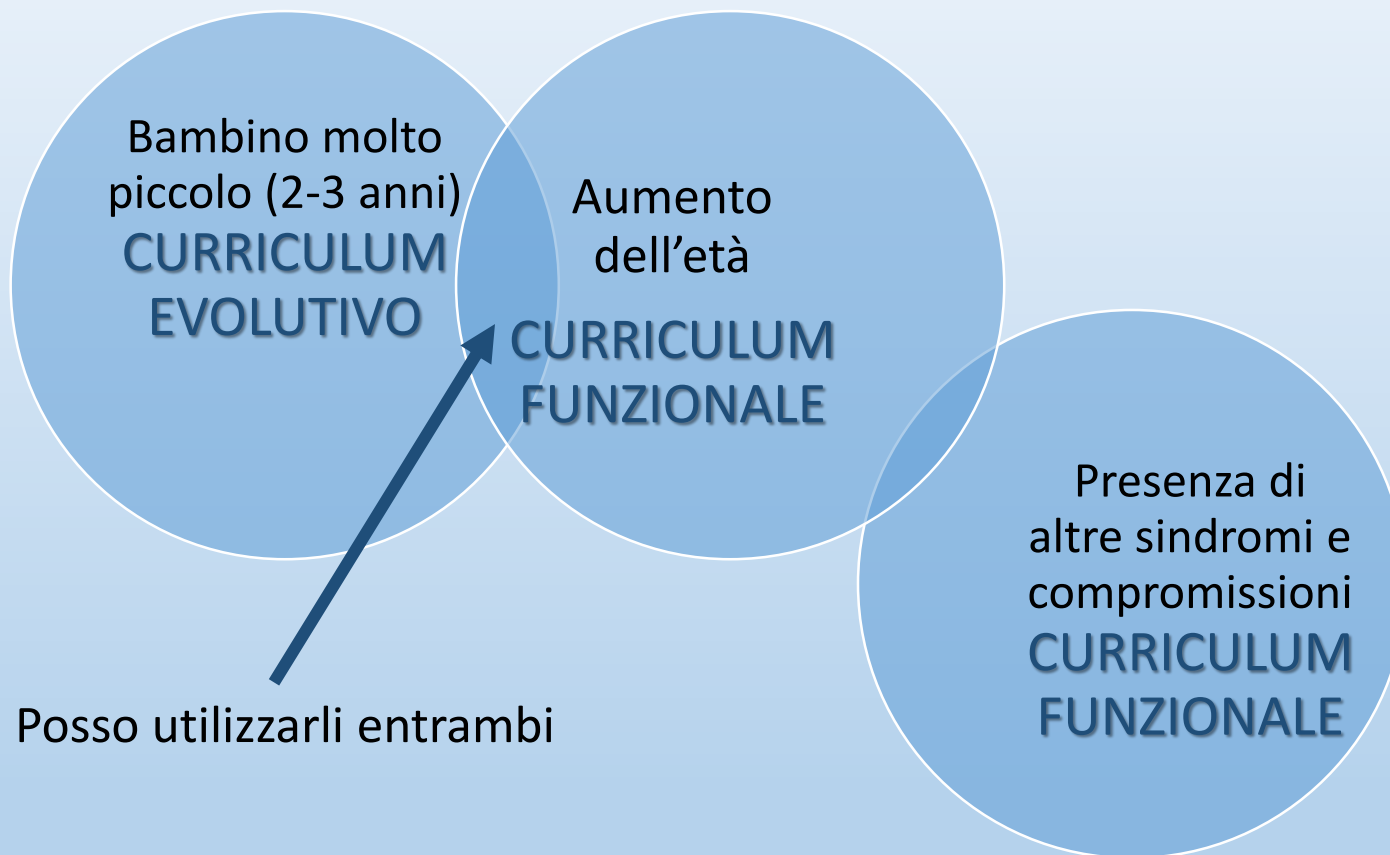 Bambino molto
piccolo (2-3 anni)
CURRICULUM
EVOLUTIVO
Aumento
dell’età
CURRICULUM
FUNZIONALE
Presenza di
altre sindromi e
compromissioni
CURRICULUM
FUNZIONALE
Posso utilizzarli entrambi